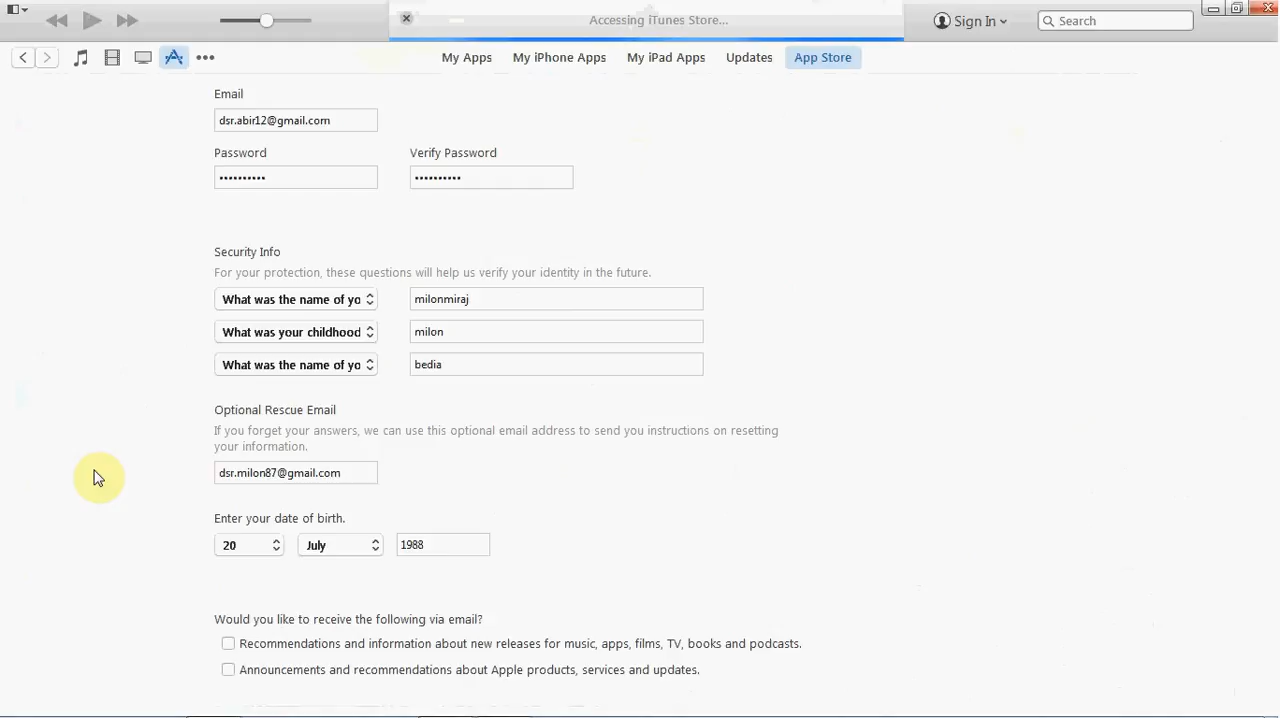 Accessing iTunes Store...
Sign In
Search
My Apps
My iPhone Apps
My iPad Apps
Updates
App Store
Email
dsr.abir12@gmail.com
Password
Verify Password
••••••••••
••••••••••
Security Info
For your protection, these questions will help us verify your identity in the future.
What was the name of yo
milonmiraj
What was your childhood
milon
What was the name of yo
bedia
Optional Rescue Email
If you forget your answers, we can use this optional email address to send you instructions on resetting
your information.
dsr.milon87@gmail.com
Enter your date of birth.
20
July
1988
Would you like to receive the following via email?
Recommendations and information about new releases for music, apps, films, TV, books and podcasts.
Announcements and recommendations about Apple products, services and updates.